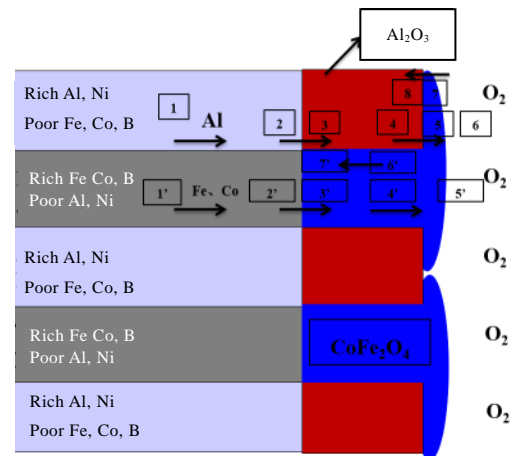 Al₂O₃
Rich Al, Ni
Poor Fe, Co, B
1
Al
2
3
4
8
7
5
6
O₂
Rich Fe Co, B
Poor Al, Ni
1'
Fe、Co
2'
7'
6'
3'
4'
5'
O₂
Rich Al, Ni
Poor Fe, Co, B
O₂
Rich Fe Co, B
Poor Al, Ni
CoFe₂O₄
O₂
Rich Al, Ni
Poor Fe, Co, B
O₂